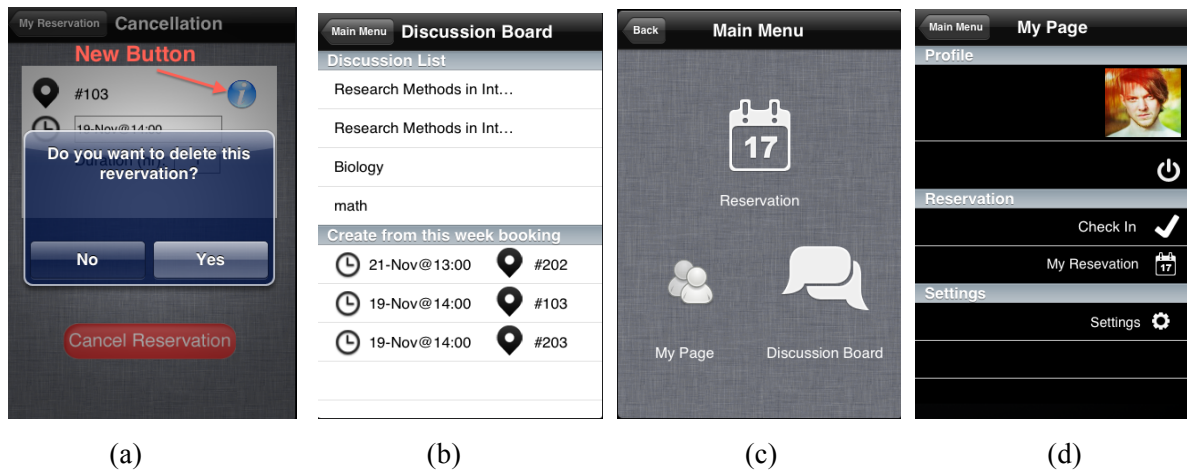 My Reservation Cancellation
New Button
#103
19-Nov@14:00
Do you want to delete this
revervation?
No Yes
Cancel Reservation
(a)
Main Menu Discussion Board
Discussion List
Research Methods in Int...
Research Methods in Int...
Biology
math
Create from this week booking
21-Nov@13:00 #202
19-Nov@14:00 #103
19-Nov@14:00 #203
(b)
Back Main Menu
17
Reservation
My Page Discussion Board
(c)
Main Menu My Page
Profile
Reservation
Check In
My Resevation 17
Settings
Settings
(d)